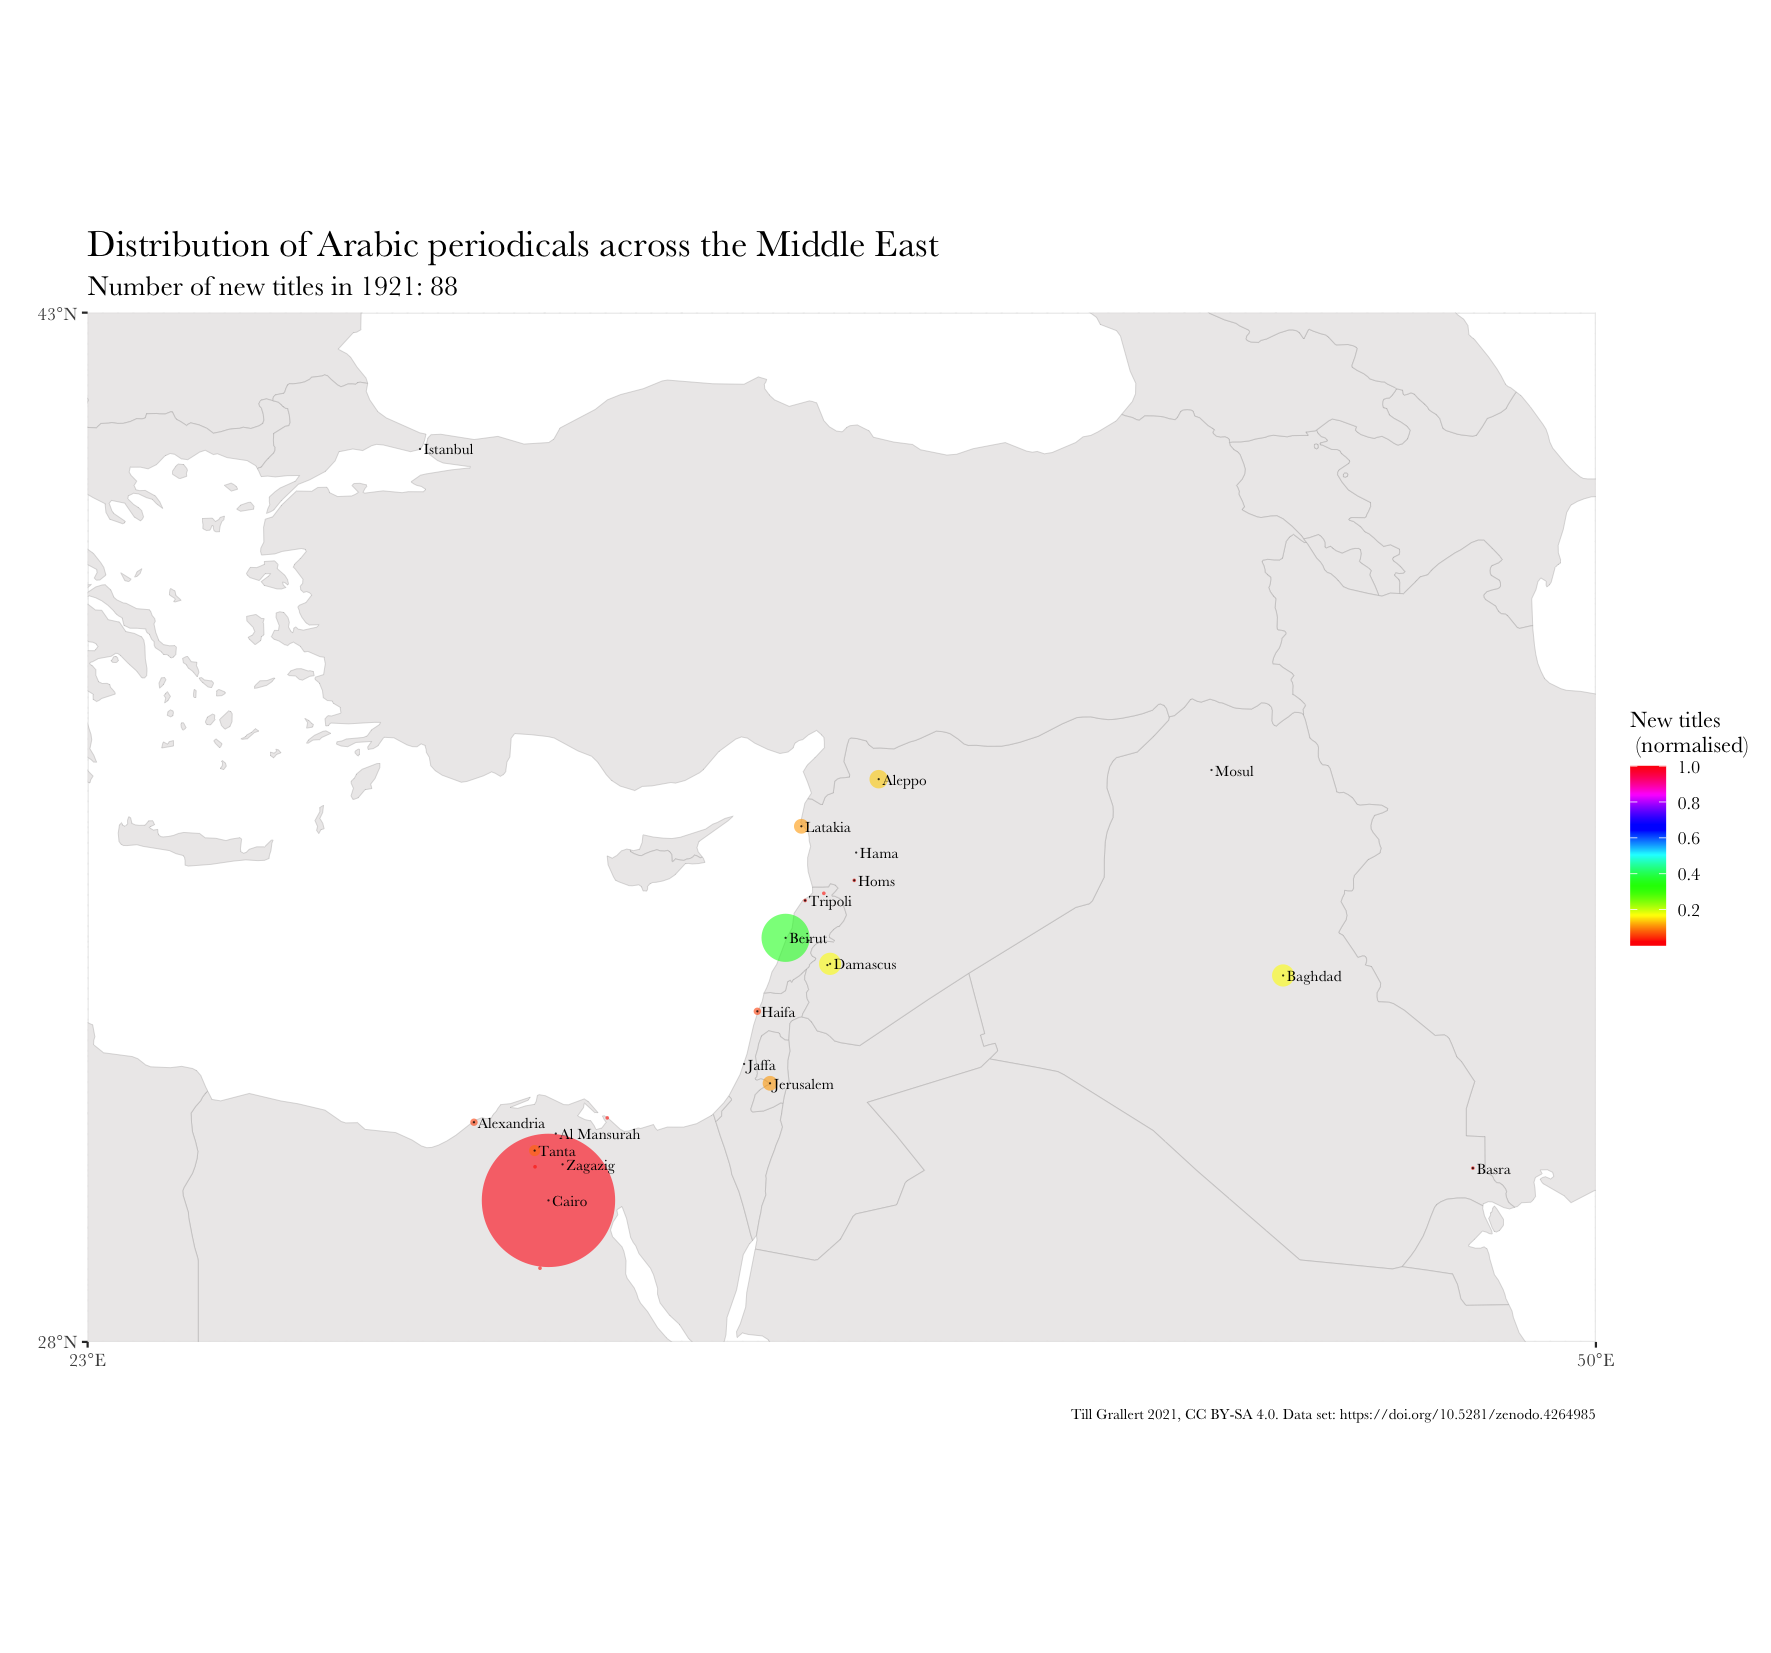 Distribution of Arabic periodicals across the Middle East
Number of new titles in 1921: 88
43°N
Istanbul
Aleppo
Mosul
Latakia
Hama
Homs
Tripoli
Beirut
Damascus
Baghdad
Haifa
Jaffa
Jerusalem
Alexandria
Al Mansurah
Tanta
Zagazig
Basra
Cairo
28°N
23°E
50°E
New titles
(normalised)
1.0
0.8
0.6
0.4
0.2
Till Grallert 2021, CC BY-SA 4.0. Data set: https://doi.org/10.5281/zenodo.4264985